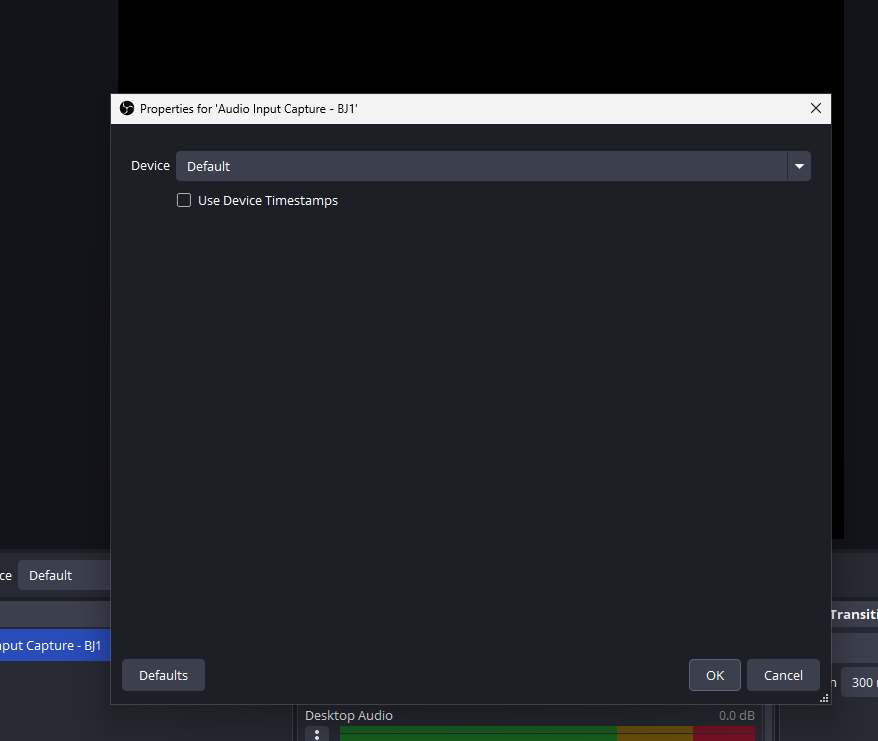 Properties for 'Audio Input Capture - BJ1'
Device Default
Use Device Timestamps
ce Default
Transiti
nput Capture - BJ1
Defaults OK Cancel
n 300
Desktop Audio 0.0 dB